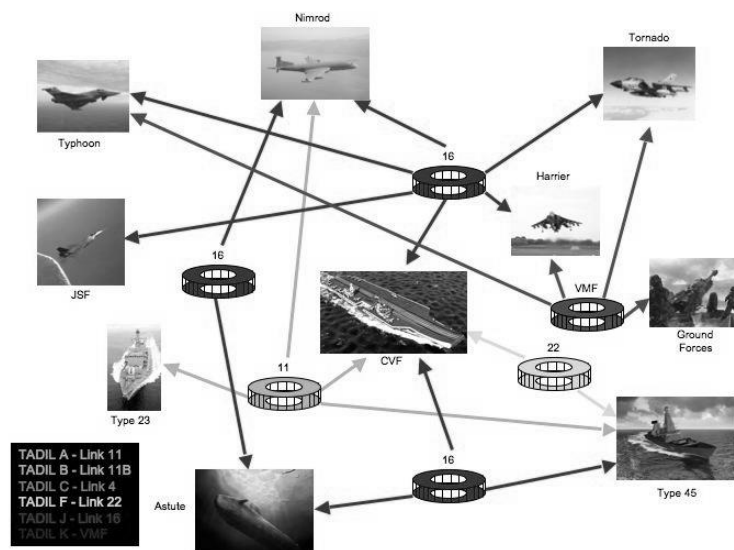 Nimrod
Tornado
Typhoon
16
Harrier
16
JSF
VMF
Ground
Forces
22
11
CVF
Type 23
TADIL A - Link 11
TADIL B - Link 11B
TADIL C - Link 4
TADIL F - Link 22
TADIL J - Link 16
TADIL K - VMF
16
Astute
Type 45